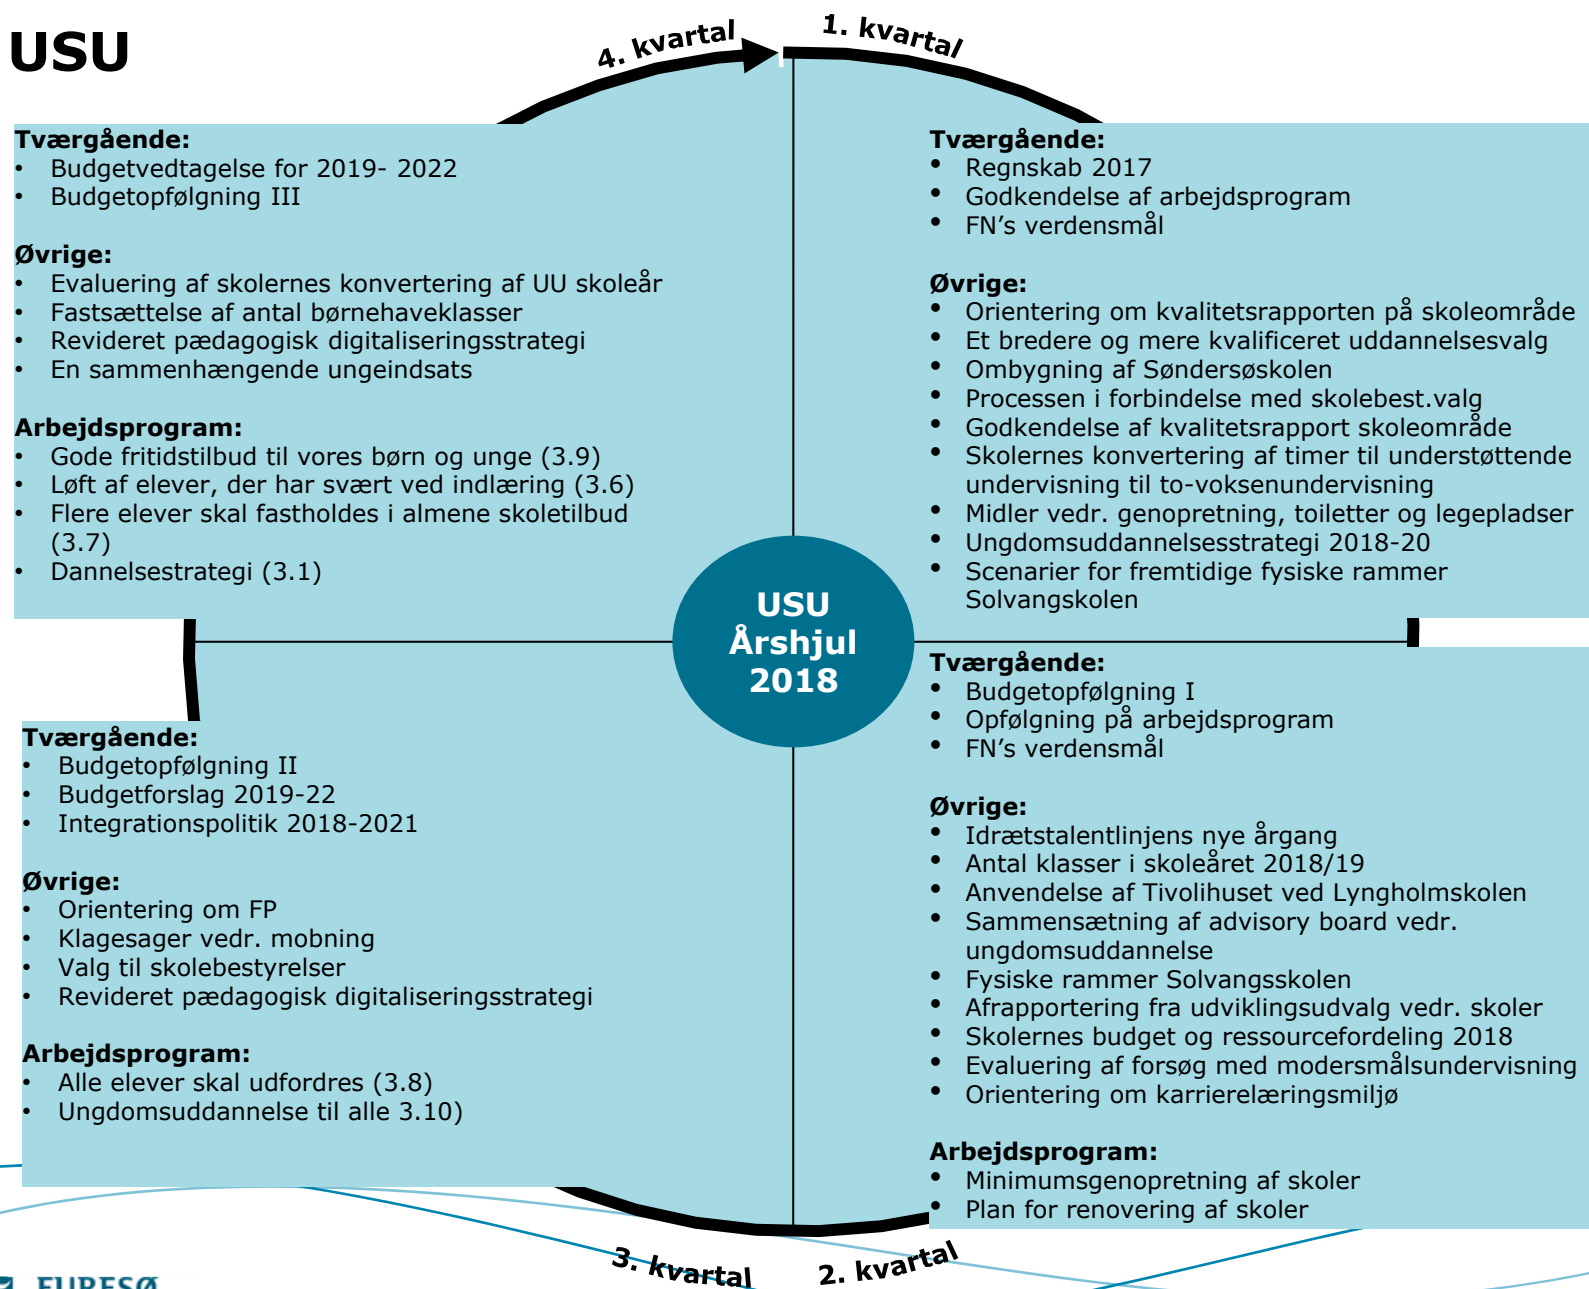 USU
4. kvartal
1. kvartal
Tværgående:
• Budgetvedtagelse for 2019- 2022
• Budgetopfølgning III
Øvrige:
• Evaluering af skolernes konvertering af UU skoleår
• Fastsættelse af antal børnehaveklasser
• Revideret pædagogisk digitaliseringsstrategi
• En sammenhængende ungeindsats
Arbejdsprogram:
• Gode fritidstilbud til vores børn og unge (3.9)
• Løft af elever, der har svært ved indlæring (3.6)
• Flere elever skal fastholdes i almene skoletilbud
(3.7)
• Dannelsestrategi (3.1)
Tværgående:
• Regnskab 2017
• Godkendelse af arbejdsprogram
• FN's verdensmål
Øvrige:
• Orientering om kvalitetsrapporten på skoleområde
• Et bredere og mere kvalificeret uddannelsesvalg
• Ombygning af Søndersøskolen
• Processen i forbindelse med skolebest.valg
• Godkendelse af kvalitetsrapport skoleområde
• Skolernes konvertering af timer til understøttende
undervisning til to-voksenundervisning
• Midler vedr. genopretning, toiletter og legepladser
• Ungdomsuddannelsesstrategi 2018-20
• Scenarier for fremtidige fysiske rammer
Solvangskolen
USU
Årshjul
2018
Tværgående:
• Budgetopfølgning II
• Budgetforslag 2019-22
• Integrationspolitik 2018-2021
Øvrige:
• Orientering om FP
• Klagesager vedr. mobning
• Valg til skolebestyrelser
• Revideret pædagogisk digitaliseringsstrategi
Arbejdsprogram:
• Alle elever skal udfordres (3.8)
• Ungdomsuddannelse til alle 3.10)
Tværgående:
• Budgetopfølgning I
• Opfølgning på arbejdsprogram
• FN's verdensmål
Øvrige:
• Idrætstalentlinjens nye årgang
• Antal klasser i skoleåret 2018/19
• Anvendelse af Tivolihuset ved Lyngholmskolen
• Sammensætning af advisory board vedr.
ungdomsuddannelse
• Fysiske rammer Solvangsskolen
• Afrapportering fra udviklingsudvalg vedr. skoler
• Skolernes budget og ressourcefordeling 2018
• Evaluering af forsøg med modersmålsundervisning
• Orientering om karrierelæringsmiljø
Arbejdsprogram:
• Minimumsgenopretning af skoler
• Plan for renovering af skoler
3. kvartal
2. kvartal
FURESØ